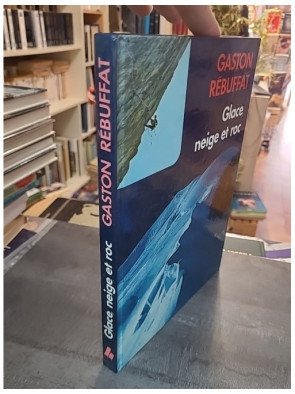 GASTON
RÉBUFFAT
Glace
neige et roc
Glace neige et roc GASTON RÉBUFFAT